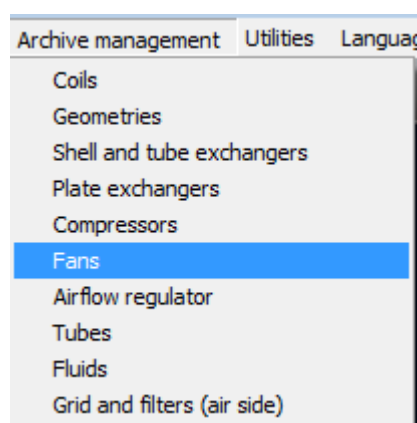 Archive management Utilities Languag
Coils
Geometries
Shell and tube exchangers
Plate exchangers
Compressors
Fans
Airflow regulator
Tubes
Fluids
Grid and filters (air side)